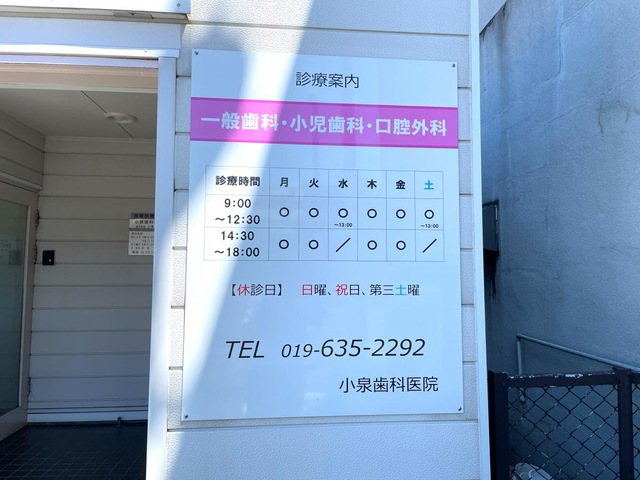 診療案内
一般歯科・小児歯科・口腔外科
診療時間 月 火 水 木 金 土
9:00 ～12:30 ○ ○ ○～13:00 ○ ○ ○～13:00
14:30 ～18:00 ○ ○ ／ ○ ○ ／
【休診日】 日曜、祝日、第三土曜
TEL 019-635-2292
小泉歯科医院